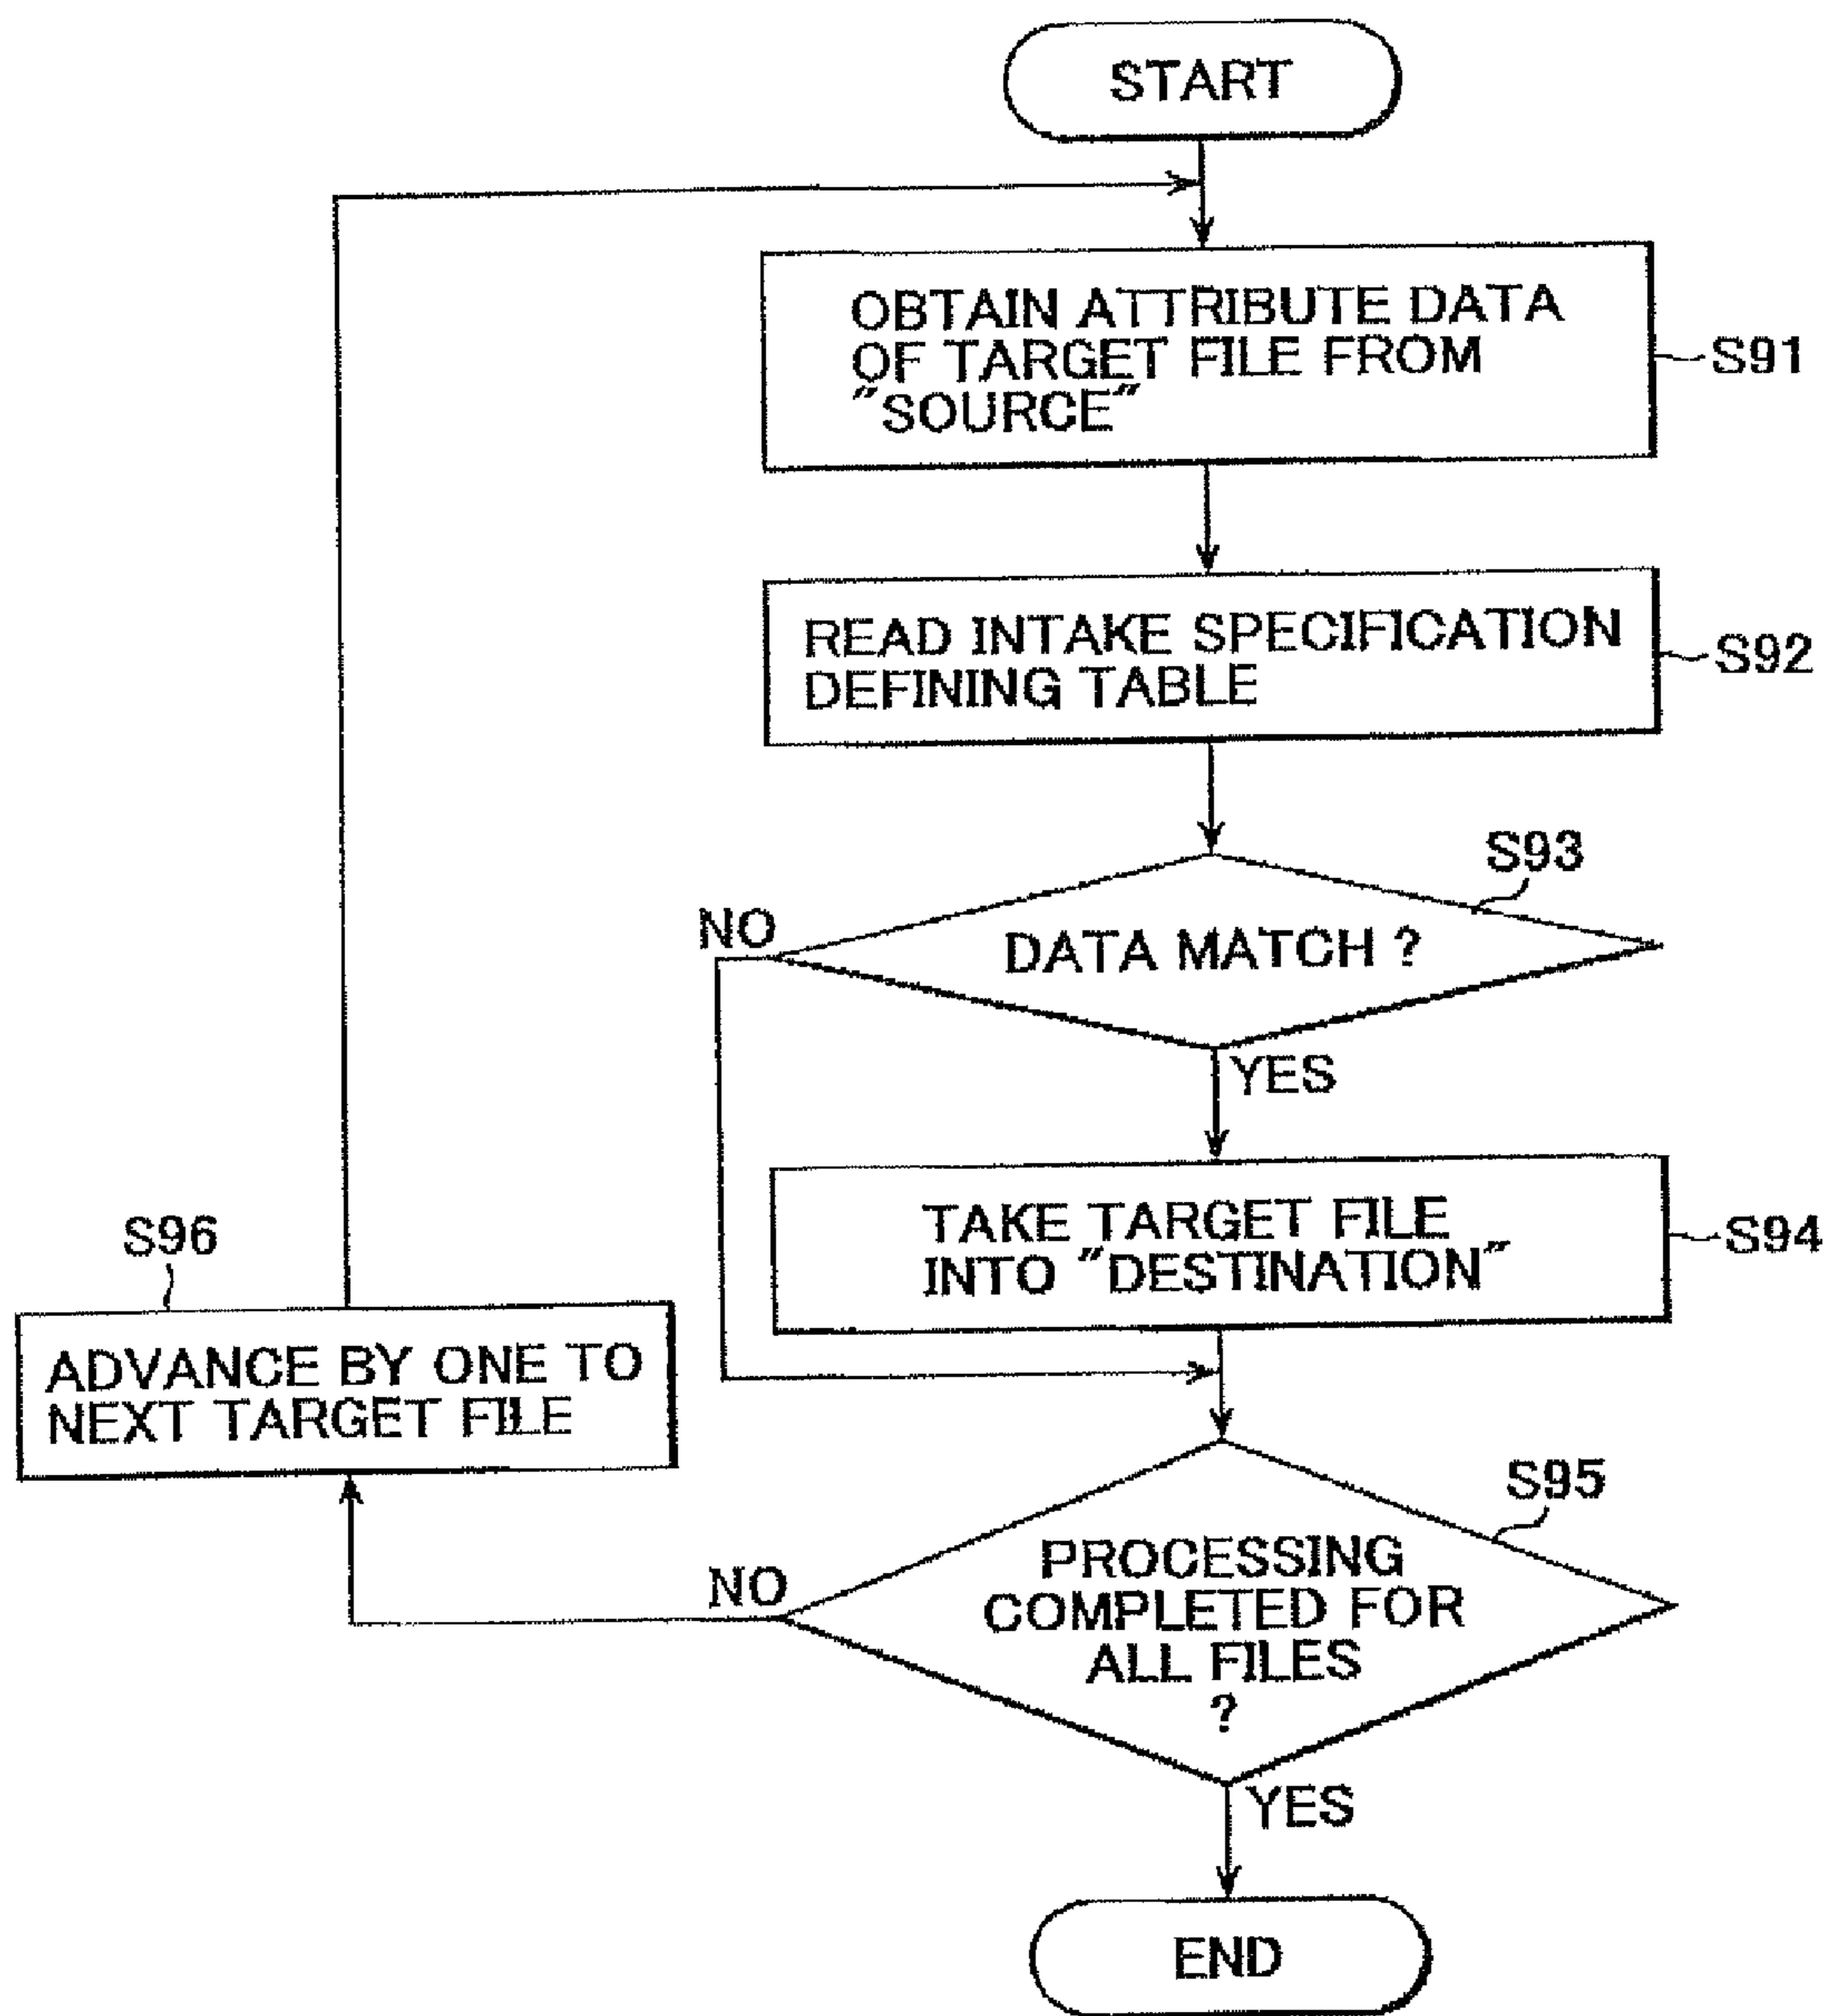 START
OBTAIN ATTRIBUTE DATA
OF TARGET FILE FROM
"SOURCE"
S91
READ INTAKE SPECIFICATION
DEFINING TABLE
S92
S93
NO
DATA MATCH ?
YES
TAKE TARGET FILE
INTO "DESTINATION"
S94
S96
ADVANCE BY ONE TO
NEXT TARGET FILE
S95
NO
PROCESSING
COMPLETED FOR
ALL FILES
?
YES
END